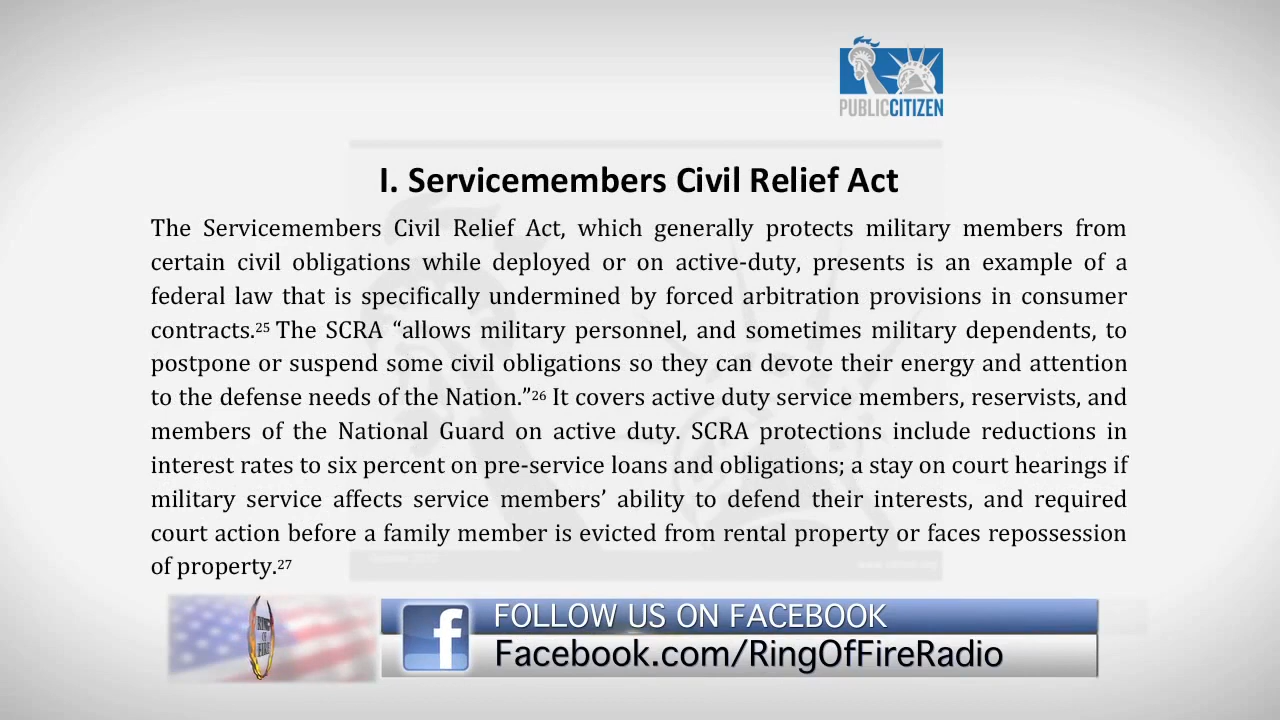 PUBLICCITIZEN
I. Servicemembers Civil Relief Act
The Servicemembers Civil Relief Act, which generally protects military members from
certain civil obligations while deployed or on active-duty, presents is an example of a
federal law that is specifically undermined by forced arbitration provisions in consumer
contracts.25 The SCRA “allows military personnel, and sometimes military dependents, to
postpone or suspend some civil obligations so they can devote their energy and attention
to the defense needs of the Nation.”26 It covers active duty service members, reservists, and
members of the National Guard on active duty. SCRA protections include reductions in
interest rates to six percent on pre-service loans and obligations; a stay on court hearings if
military service affects service members’ ability to defend their interests, and required
court action before a family member is evicted from rental property or faces repossession
of property.27
www.citizen.org
RING
OF
FIRE
f
FOLLOW US ON FACEBOOK
Facebook.com/RingOfFireRadio